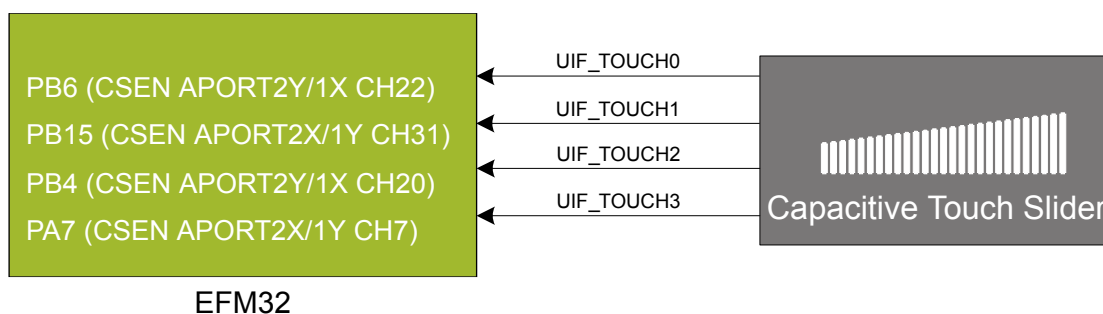 PB6 (CSEN APORT2Y/1X CH22)
PB15 (CSEN APORT2X/1Y CH31)
PB4 (CSEN APORT2Y/1X CH20)
PA7 (CSEN APORT2X/1Y CH7)
EFM32
UIF_TOUCH0
UIF_TOUCH1
UIF_TOUCH2
UIF_TOUCH3
Capacitive Touch Slider